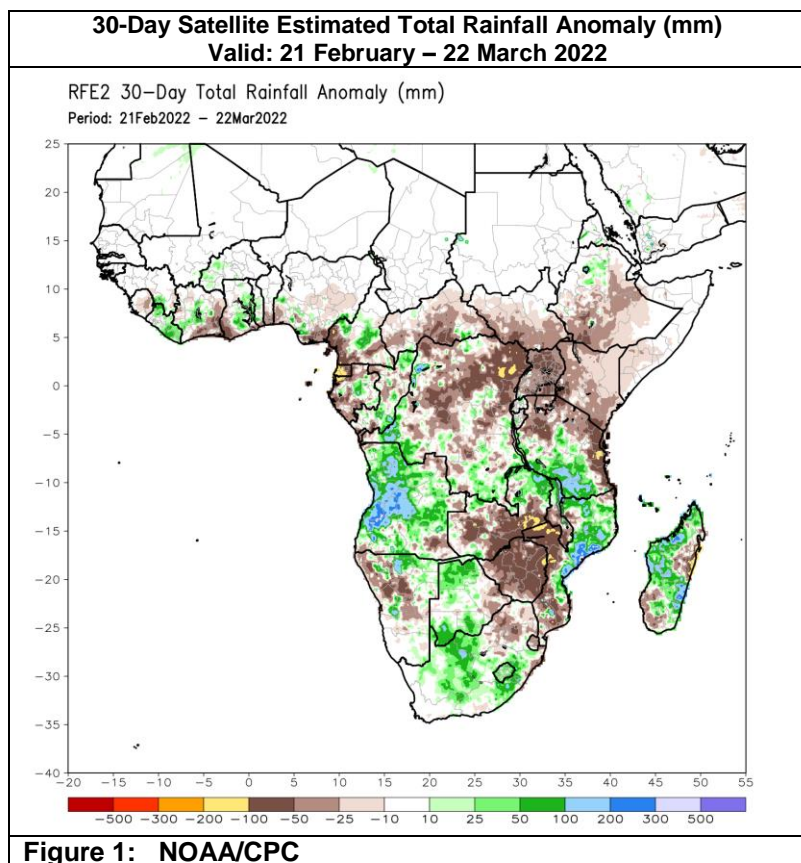 30-Day Satellite Estimated Total Rainfall Anomaly (mm)
Valid: 21 February – 22 March 2022
RFE2 30-Day Total Rainfall Anomaly (mm)
Period: 21Feb2022 – 22Mar2022
25
20
15
10
5
0
-5
-10
-15
-20
-25
-30
-35
-40
-20 -15 -10 -5 0 5 10 15 20 25 30 35 40 45 50 55
-500 -300 -200 -100 -50 -25 -10 10 25 50 100 200 300 500
Figure 1: NOAA/CPC